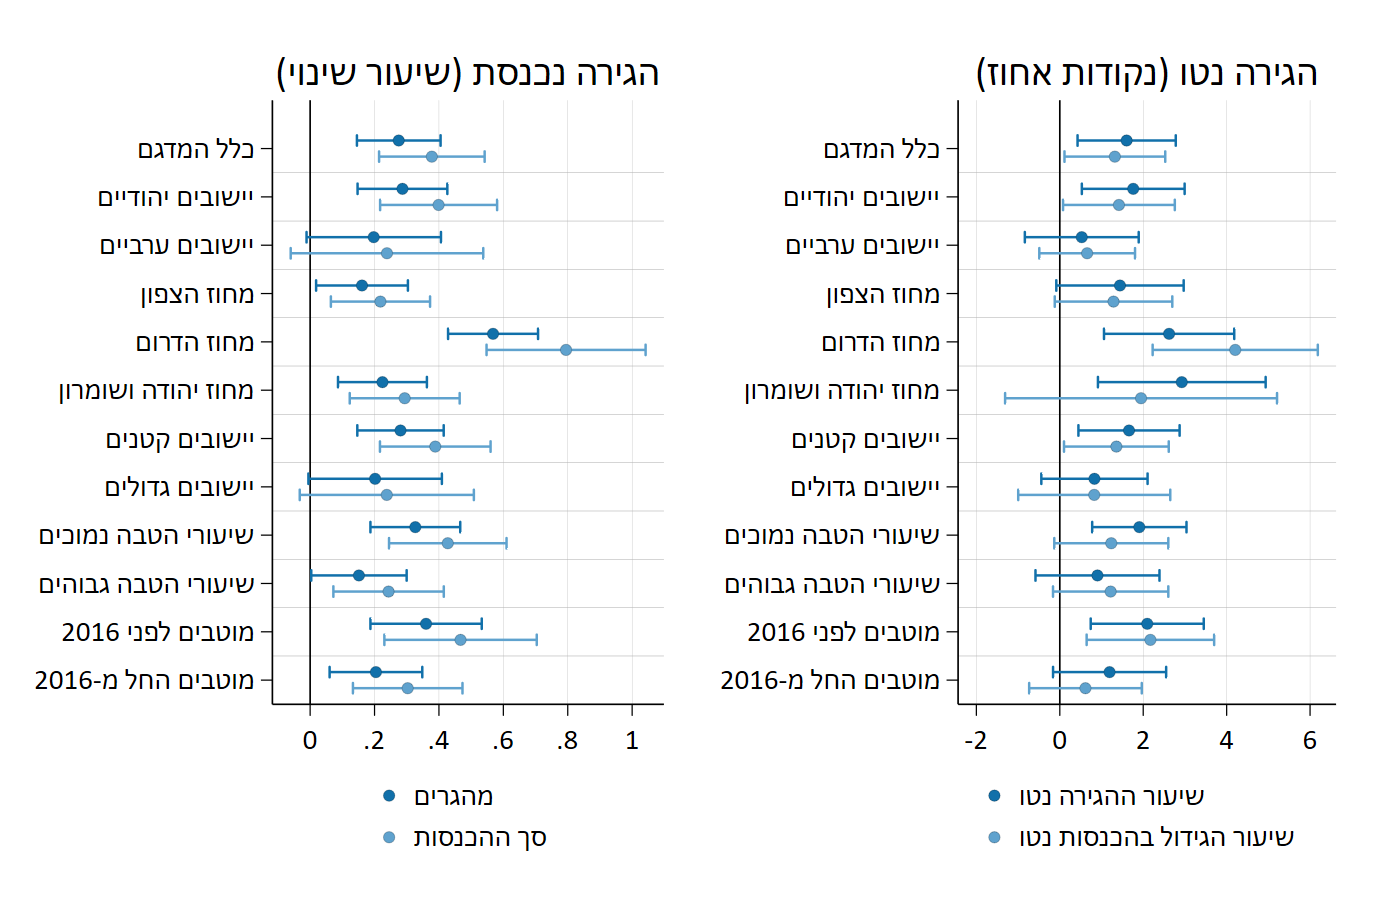 הגירה נכנסת (שיעור שינוי)
כלל המדגם
יישובים יהודיים
יישובים ערביים
מחוז הצפון
מחוז הדרום
מחוז יהודה ושומרון
יישובים קטנים
יישובים גדולים
שיעורי הטבה נמוכים
שיעורי הטבה גבוהים
מוטבים לפני 2016
מוטבים החל מ-2016
0 .2 .4 .6 .8 1
מהגרים
סך ההכנסות
הגירה נטו (נקודות אחוז)
כלל המדגם
יישובים יהודיים
יישובים ערביים
מחוז הצפון
מחוז הדרום
מחוז יהודה ושומרון
יישובים קטנים
יישובים גדולים
שיעורי הטבה נמוכים
שיעורי הטבה גבוהים
מוטבים לפני 2016
מוטבים החל מ-2016
-2 0 2 4 6
שיעור ההגירה נטו
שיעור הגידול בהכנסות נטו